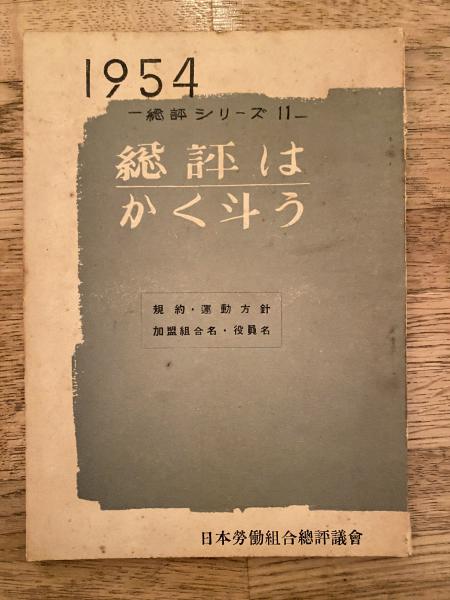 1954
—総評シリーズ 11—
総評は
かく斗う
規約・運動方針
加盟組合名・役員名
日本勞働組合總評議會